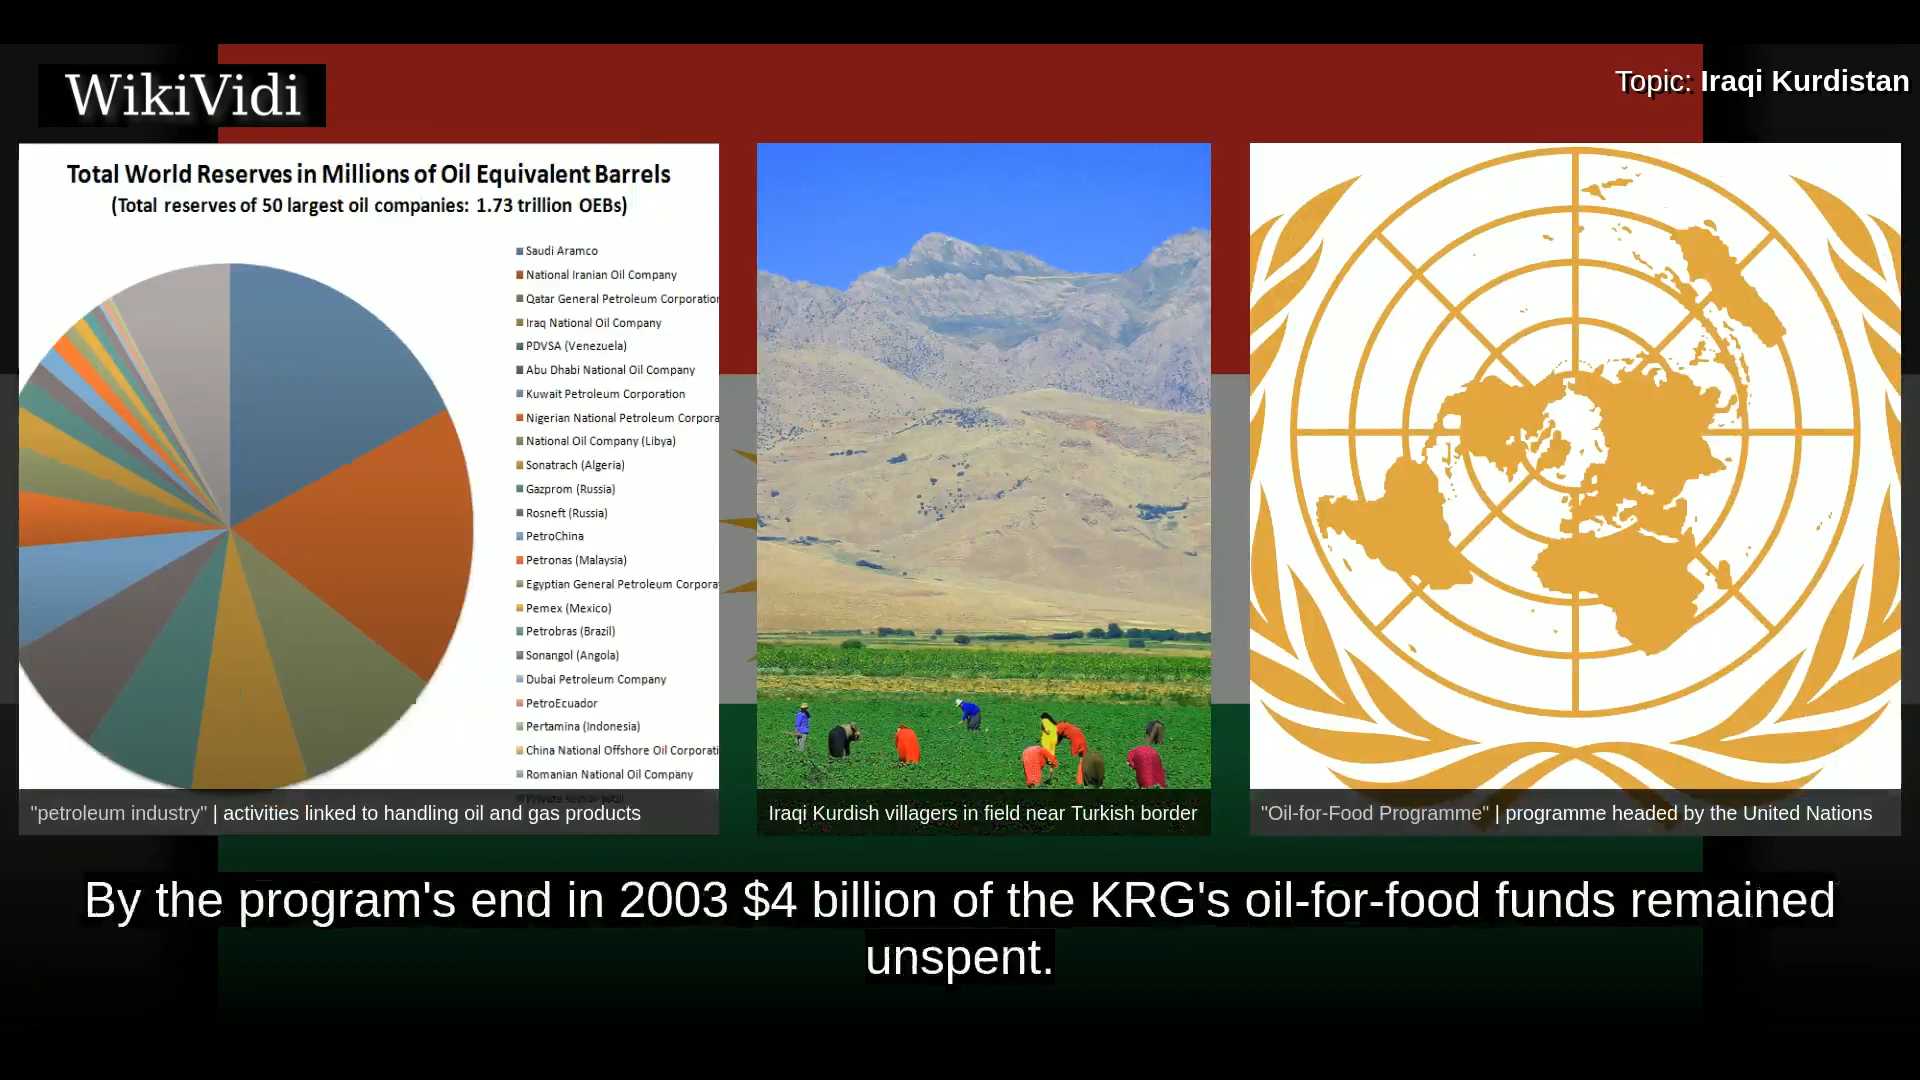 WikiVidi
Topic: Iraqi Kurdistan
Total World Reserves in Millions of Oil Equivalent Barrels
(Total reserves of 50 largest oil companies: 1.73 trillion OEBs)
Saudi Aramco
National Iranian Oil Company
Qatar General Petroleum Corporation
Iraq National Oil Company
PDVSA (Venezuela)
Abu Dhabi National Oil Company
Kuwait Petroleum Corporation
Nigerian National Petroleum Corpora
National Oil Company (Libya)
Sonatrach (Algeria)
Gazprom (Russia)
Rosneft (Russia)
PetroChina
Petronas (Malaysia)
Egyptian General Petroleum Corpora
Pemex (Mexico)
Petrobras (Brazil)
Sonangol (Angola)
Dubai Petroleum Company
PetroEcuador
Pertamina (Indonesia)
China National Offshore Oil Corporati
Romanian National Oil Company
"petroleum industry" | activities linked to handling oil and gas products
Iraqi Kurdish villagers in field near Turkish border
"Oil-for-Food Programme" | programme headed by the United Nations
By the program's end in 2003 $4 billion of the KRG's oil-for-food funds remained
unspent.